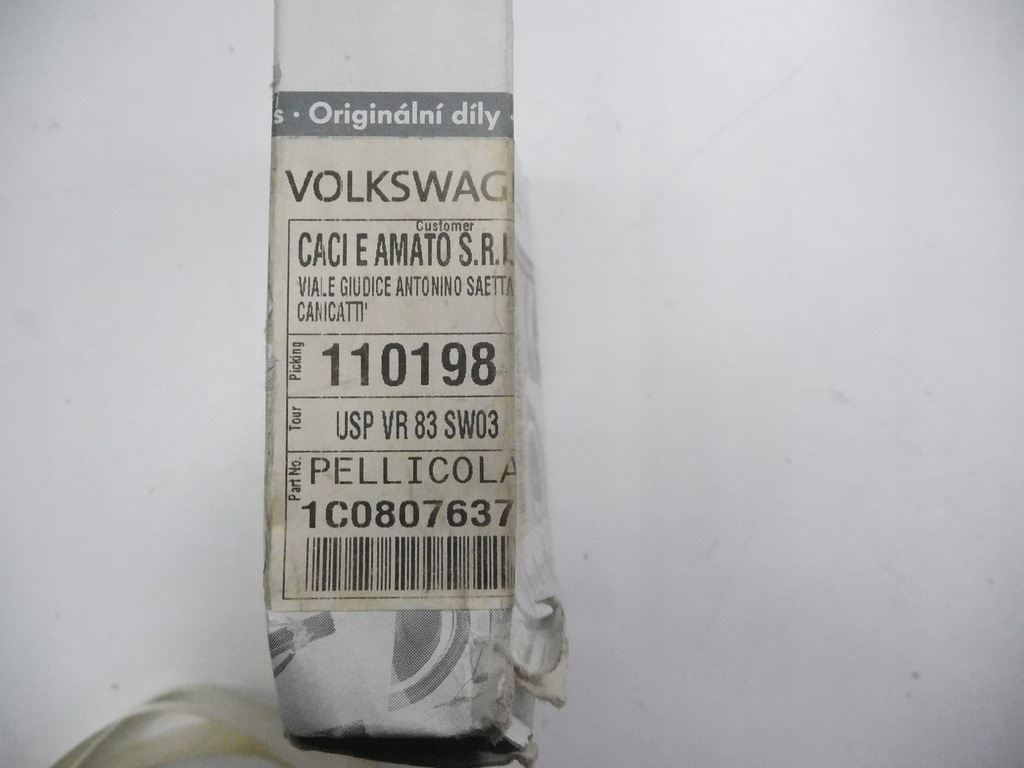 s · Originální díly ·
VOLKSWAG
Customer
CACI E AMATO S.R.L
VIALE GIUDICE ANTONINO SAETTA
CANICATTI'
Picking
110198
Tour
USP VR 83 SW03
Part No.
PELLICOLA
1C0807637